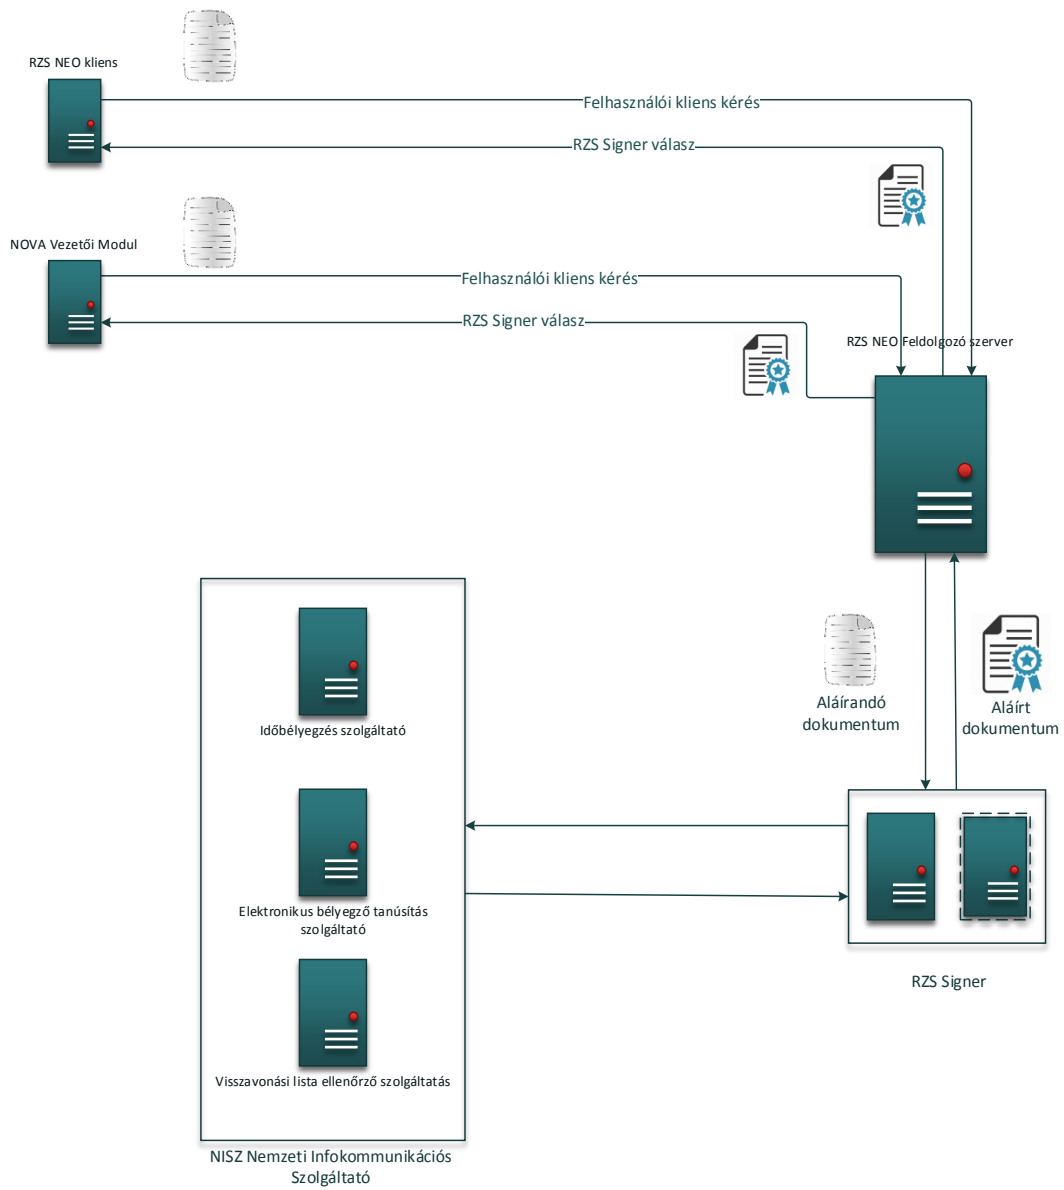 RZS NEO kliens
Felhasználói kliens kérés
RZS Signer válasz
NOVA Vezetői Modul
Felhasználói kliens kérés
RZS Signer válasz
RZS NEO Feldolgozó szerver
Aláírandó
dokumentum
Aláírt
dokumentum
Időbélyegzés szolgáltató
Elektronikus bélyegző tanúsítás
szolgáltató
RZS Signer
Visszavonási lista ellenőrző szolgáltatás
NISZ Nemzeti Infokommunikációs
Szolgáltató